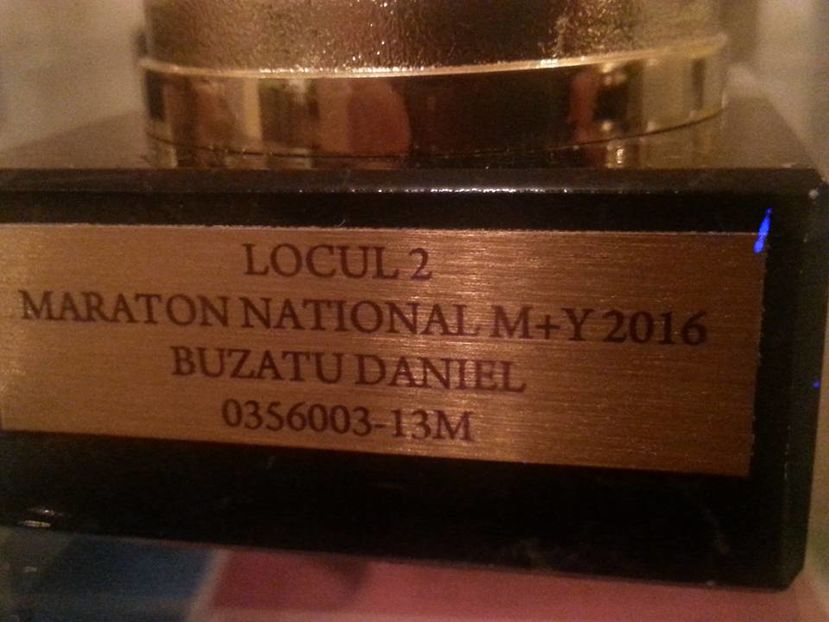 LOCUL 2
MARATON NATIONAL M+Y 2016
BUZATU DANIEL
0356003-13M